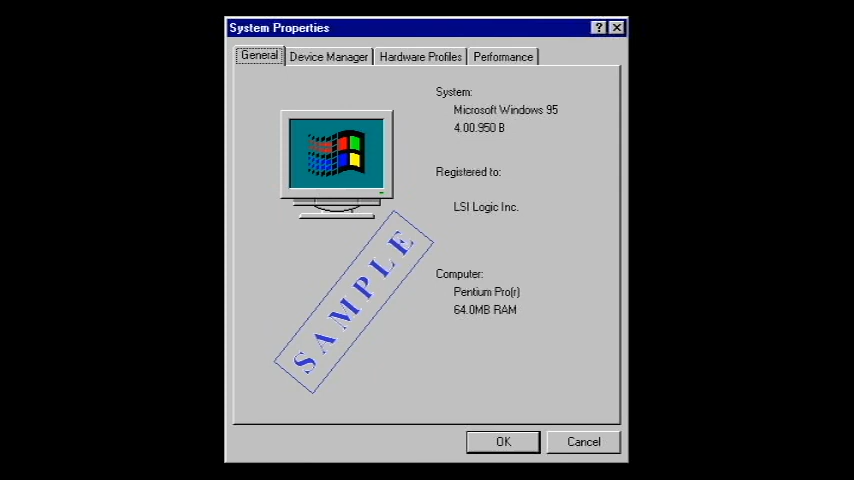 System Properties
General Device Manager Hardware Profiles Performance
System:
Microsoft Windows 95
4.00.950 B
Registered to:
LSI Logic Inc.
SAMPLE
Computer:
Pentium Pro(r)
64.0MB RAM
OK Cancel